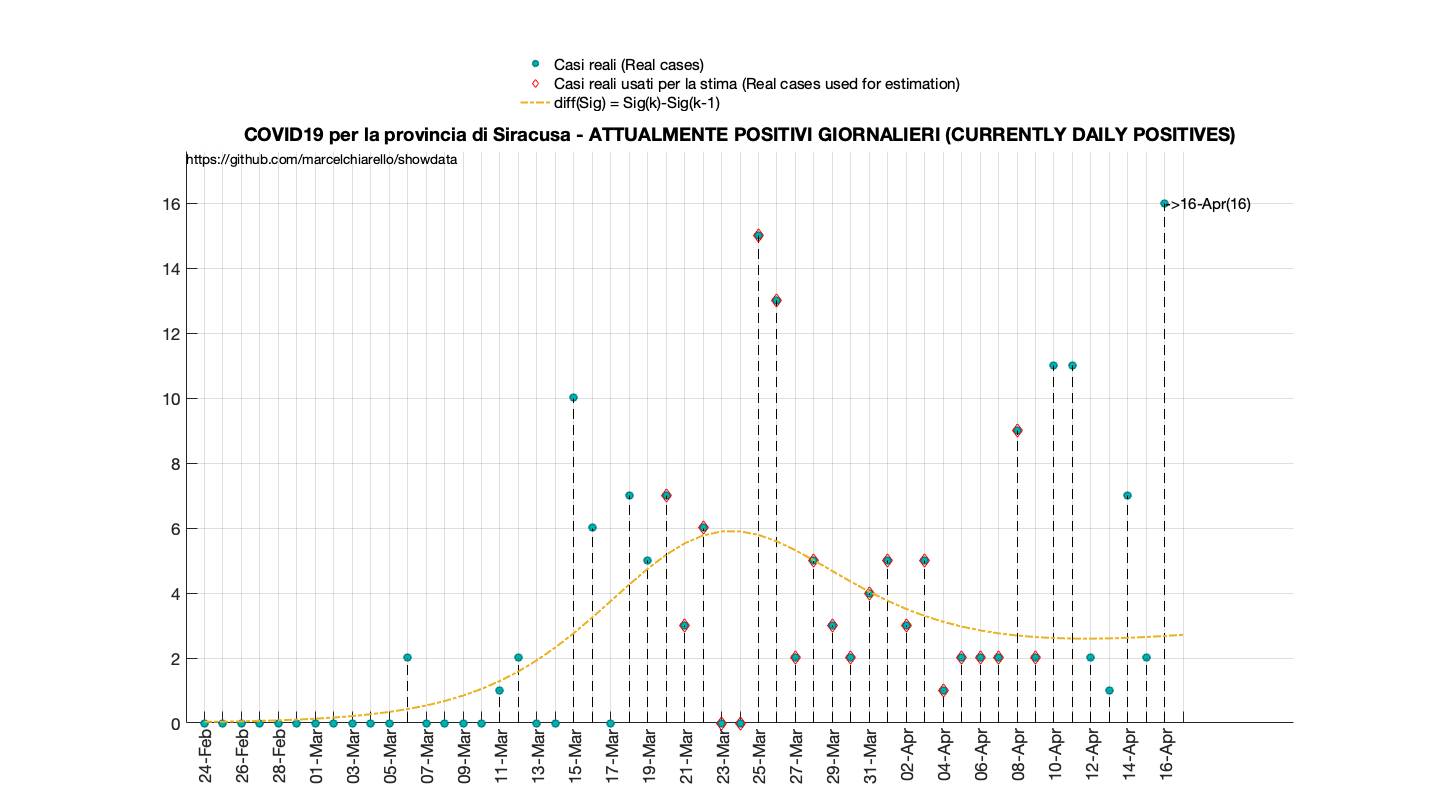 Casi reali (Real cases)
Casi reali usati per la stima (Real cases used for estimation)
diff(Sig) = Sig(k)-Sig(k-1)
COVID19 per la provincia di Siracusa - ATTUALMENTE POSITIVI GIORNALIERI (CURRENTLY DAILY POSITIVES)
https://github.com/marcelchiarello/showdata
16
->16-Apr(16)
14
12
10
8
6
4
2
0
24-Feb
26-Feb
28-Feb
01-Mar
03-Mar
05-Mar
07-Mar
09-Mar
11-Mar
13-Mar
15-Mar
17-Mar
19-Mar
21-Mar
23-Mar
25-Mar
27-Mar
29-Mar
31-Mar
02-Apr
04-Apr
06-Apr
08-Apr
10-Apr
12-Apr
14-Apr
16-Apr